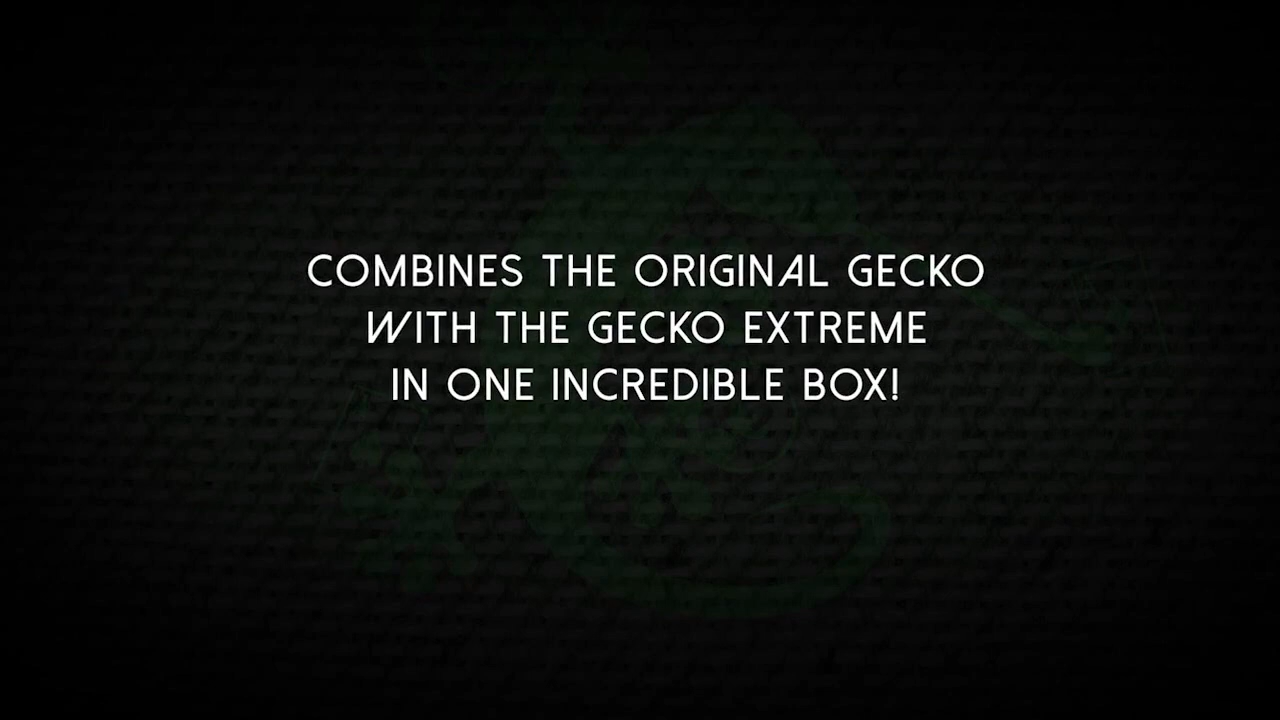 COMBINES THE ORIGINAL GECKO
WITH THE GECKO EXTREME
IN ONE INCREDIBLE BOX!